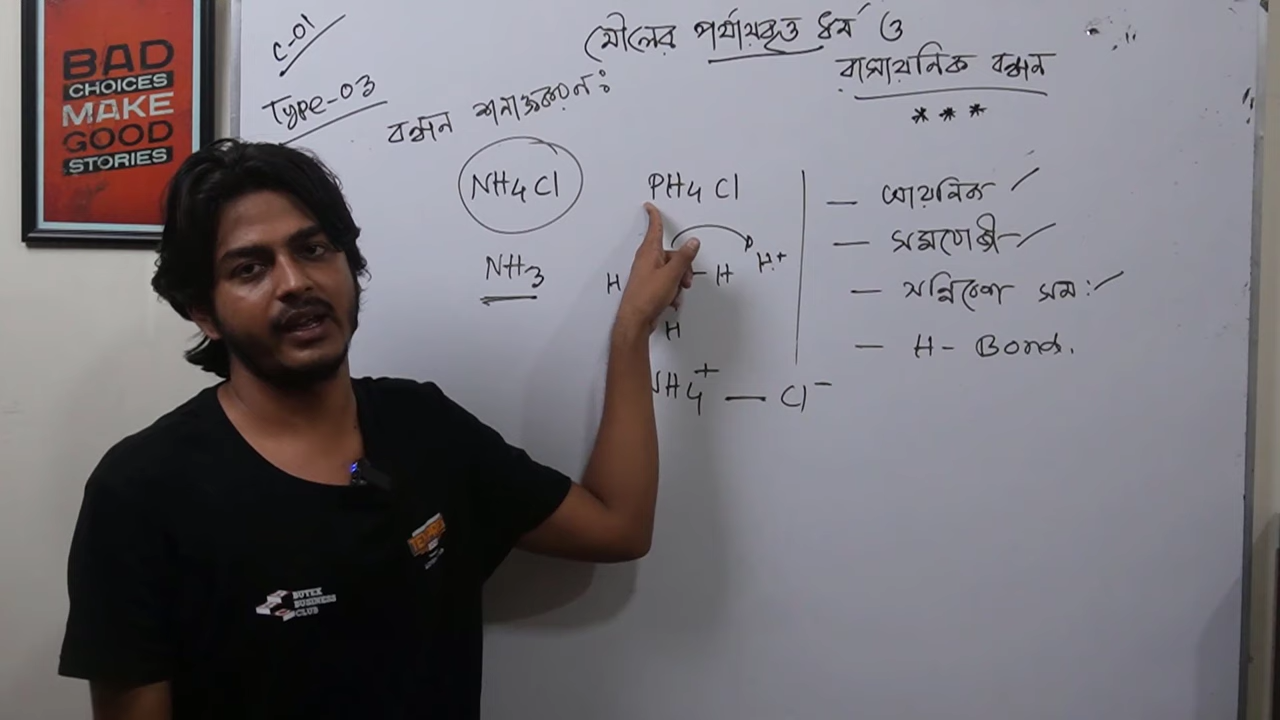 BAD
CHOICES
MAKE
GOOD
STORIES
C-01
Type-03
মৌলের পর্যায়বৃত্ত ধর্ম ও
রাসায়নিক বন্ধন
***
বন্ধন শনাক্তকরণ:
NH4Cl
PH4Cl
NH3
H
- H
H+
H
NH4+ — Cl-
— আয়নিক ✓
— সমযোজী ✓
— সন্নিবেশ সমঃ ✓
— H- Bond.
BUTEX
BUSINESS
CLUB